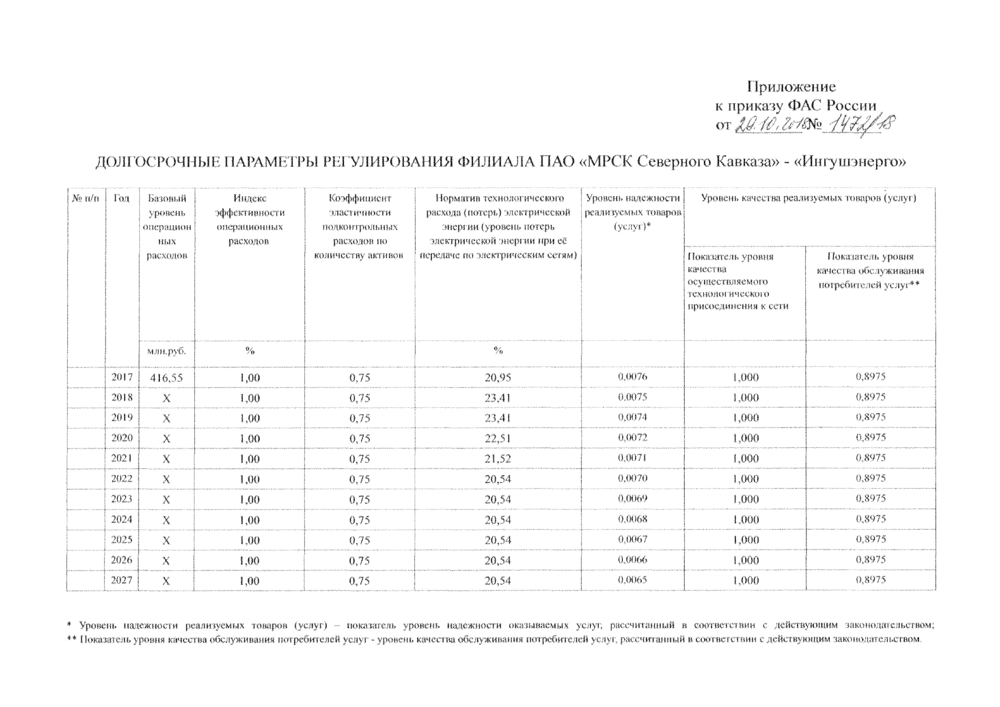 Приложение
к приказу ФАС России
от 29.10.2018 № 1472/18
ДОЛГОСРОЧНЫЕ ПАРАМЕТРЫ РЕГУЛИРОВАНИЯ ФИЛИАЛА ПАО «МРСК Северного Кавказа» - «Ингушэнерго»
№ п/п
Год
Базовый
уровень
операцион
ных
расходов
Индекс
эффективности
операционных
расходов
Коэффициент
эластичности
подконтрольных
расходов по
количеству активов
Норматив технологического
расхода (потерь) электрической
энергии (уровень потерь
электрической энергии при её
передаче по электрическим сетям)
Уровень надежности
реализуемых товаров
(услуг)*
Уровень качества реализуемых товаров (услуг)
Показатель уровня
качества
осуществляемого
технологического
присоединения к сети
Показатель уровня
качества обслуживания
потребителей услуг**
млн.руб. % %
2017 416,55 1,00 0,75 20,95 0,0076 1,000 0,8975
2018 X 1,00 0,75 23,41 0,0075 1,000 0,8975
2019 X 1,00 0,75 23,41 0,0074 1,000 0,8975
2020 X 1,00 0,75 22,51 0,0072 1,000 0,8975
2021 X 1,00 0,75 21,52 0,0071 1,000 0,8975
2022 X 1,00 0,75 20,54 0,0070 1,000 0,8975
2023 X 1,00 0,75 20,54 0,0069 1,000 0,8975
2024 X 1,00 0,75 20,54 0,0068 1,000 0,8975
2025 X 1,00 0,75 20,54 0,0067 1,000 0,8975
2026 X 1,00 0,75 20,54 0,0066 1,000 0,8975
2027 X 1,00 0,75 20,54 0,0065 1,000 0,8975
* Уровень надежности реализуемых товаров (услуг) – показатель уровень надежности оказываемых услуг, рассчитанный в соответствии с действующим законодательством;
** Показатель уровня качества обслуживания потребителей услуг - уровень качества обслуживания потребителей услуг, рассчитанный в соответствии с действующим законодательством.